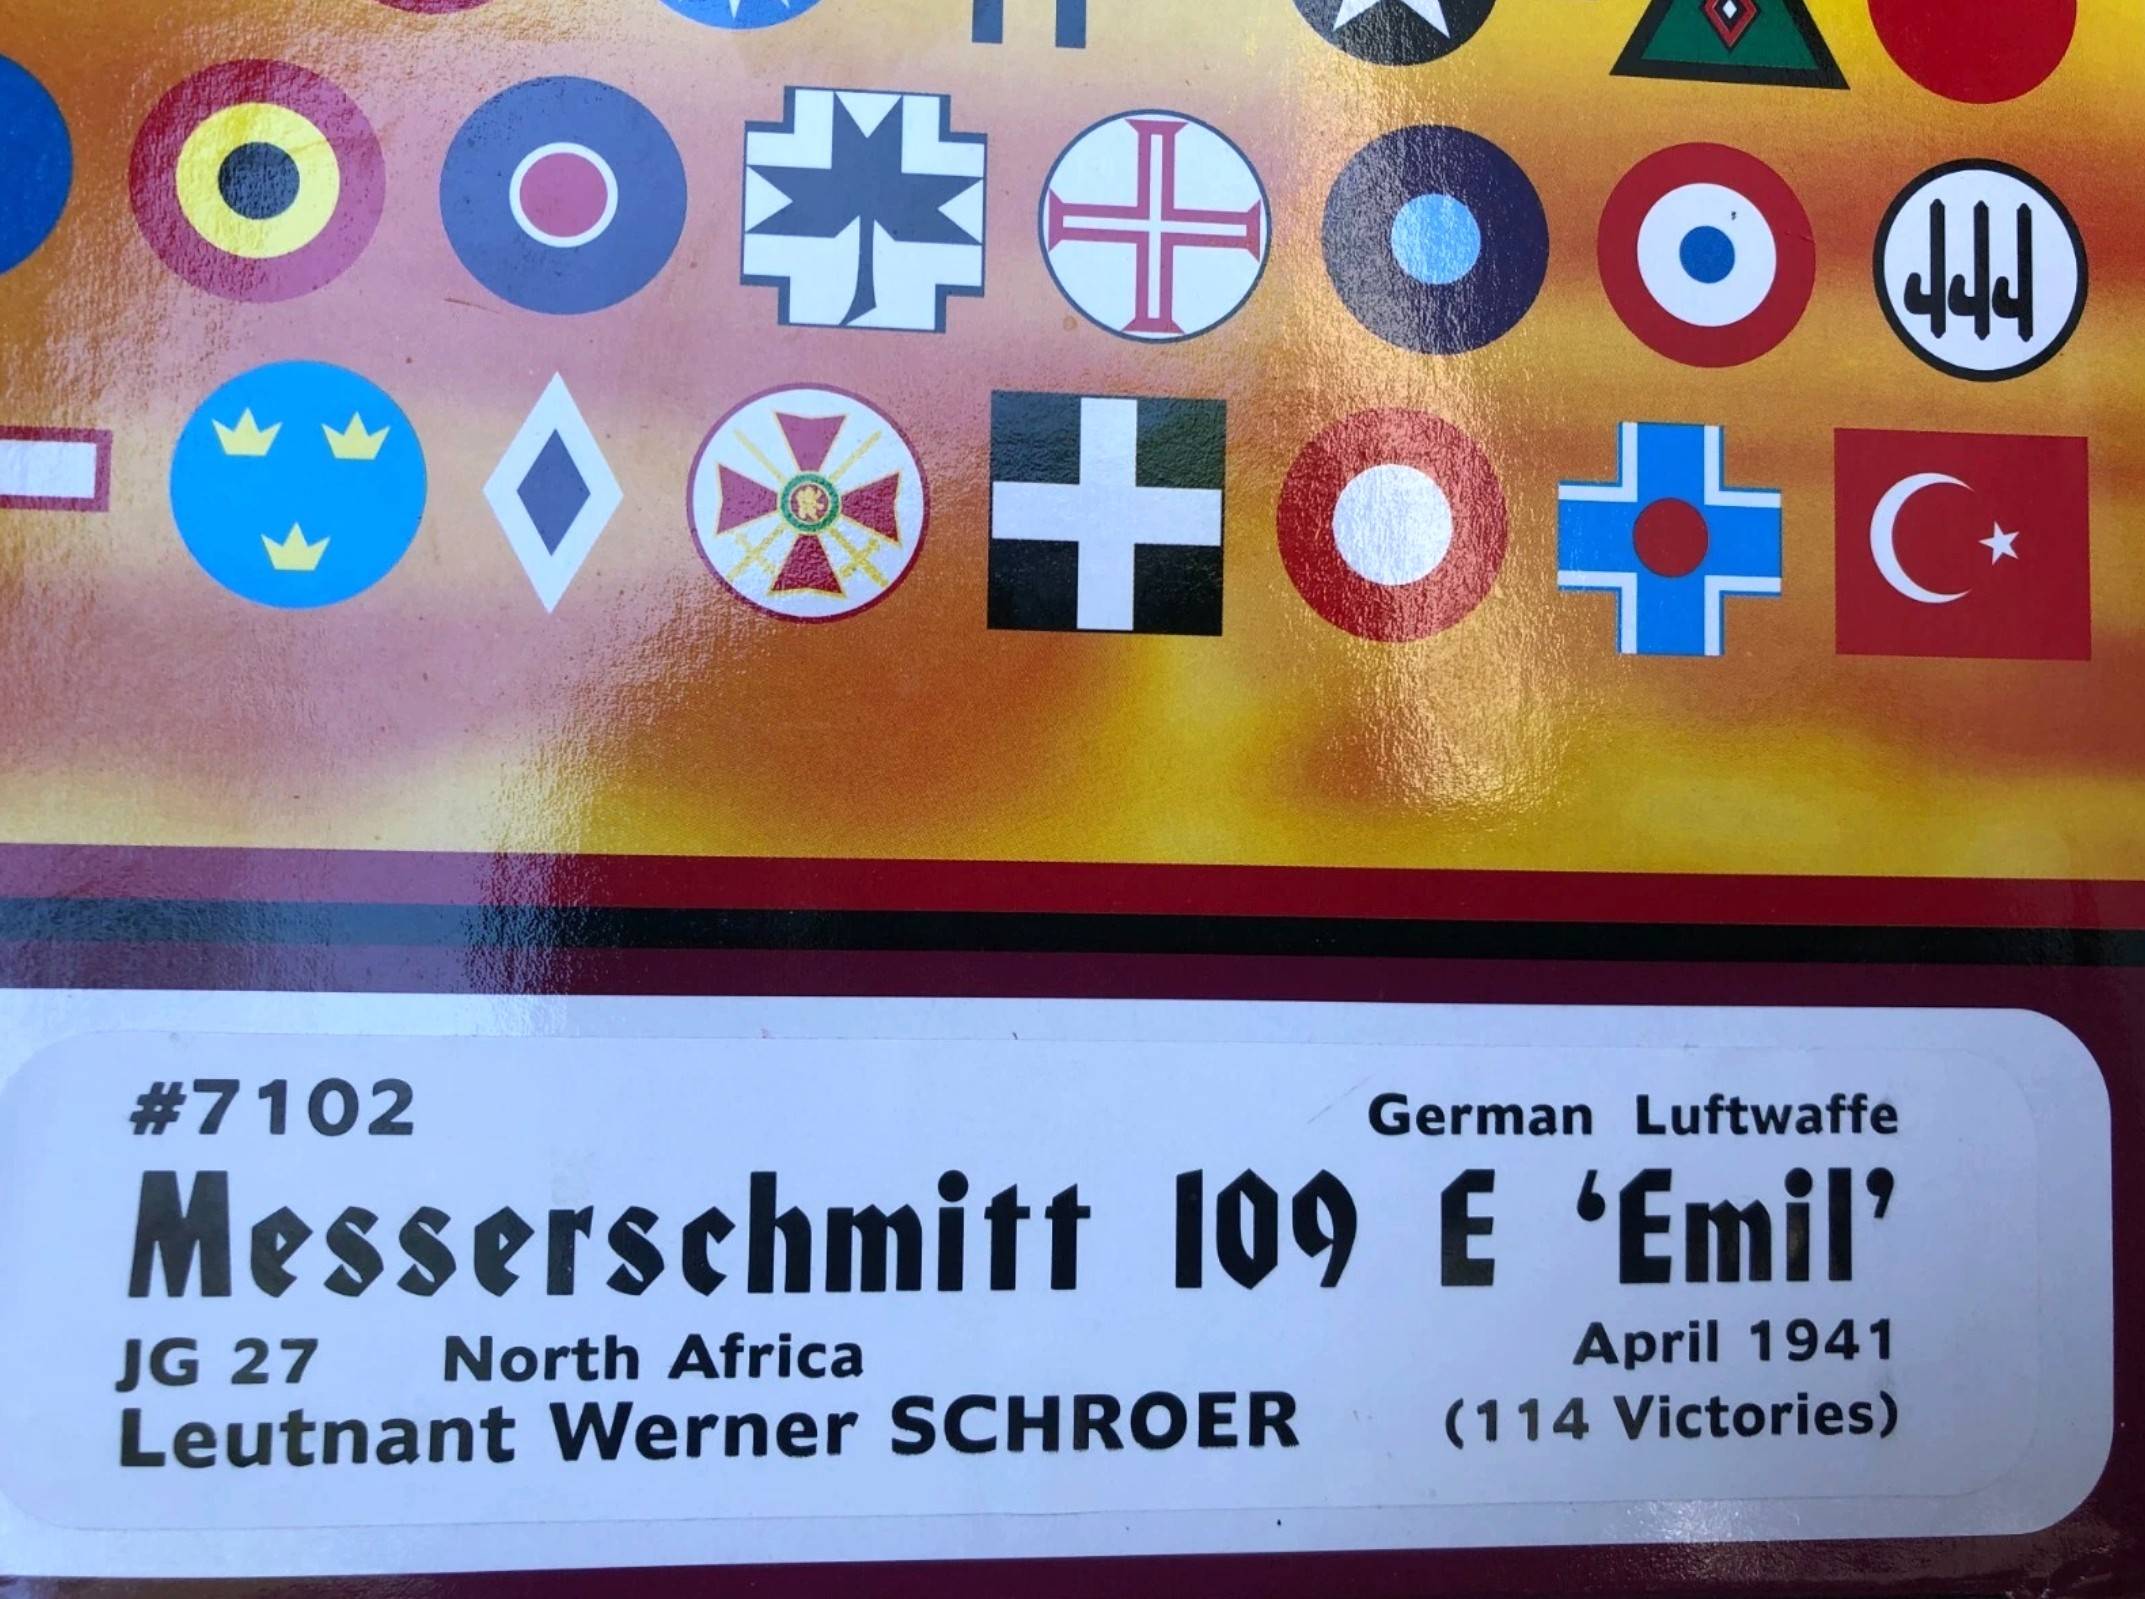 #7102 German Luftwaffe
Messerschmitt 109 E ‘Emil’
JG 27 North Africa April 1941
Leutnant Werner SCHROER (114 Victories)